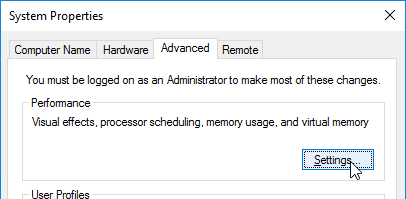 System Properties
Computer Name Hardware Advanced Remote
You must be logged on as an Administrator to make most of these changes.
Performance
Visual effects, processor scheduling, memory usage, and virtual memory
Settings...
User Profiles